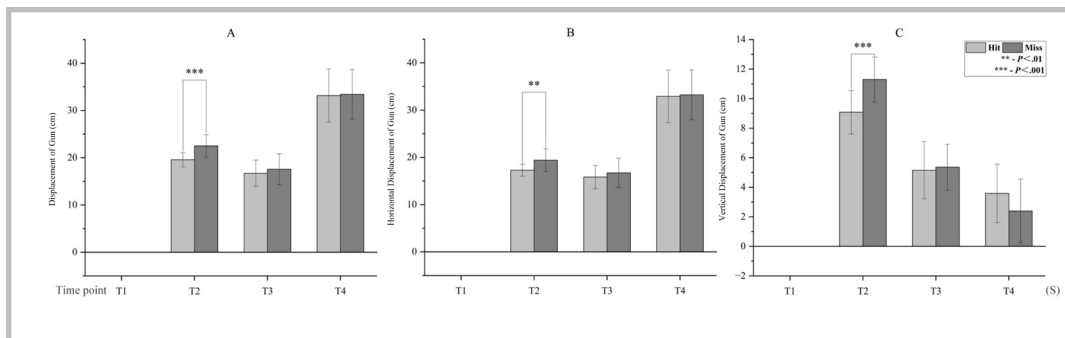 A
B
C
***
**
***
Hit Miss
** - P<.01
*** - P<.001
Displacement of Gun (cm)
40
30
20
10
0
Horizontal Displacement of Gun (cm)
40
30
20
10
0
Vertical Displacement of Gun (cm)
14
12
10
8
6
4
2
0
−2
Time point T1 T2 T3 T4 T1 T2 T3 T4 T1 T2 T3 T4 (S)